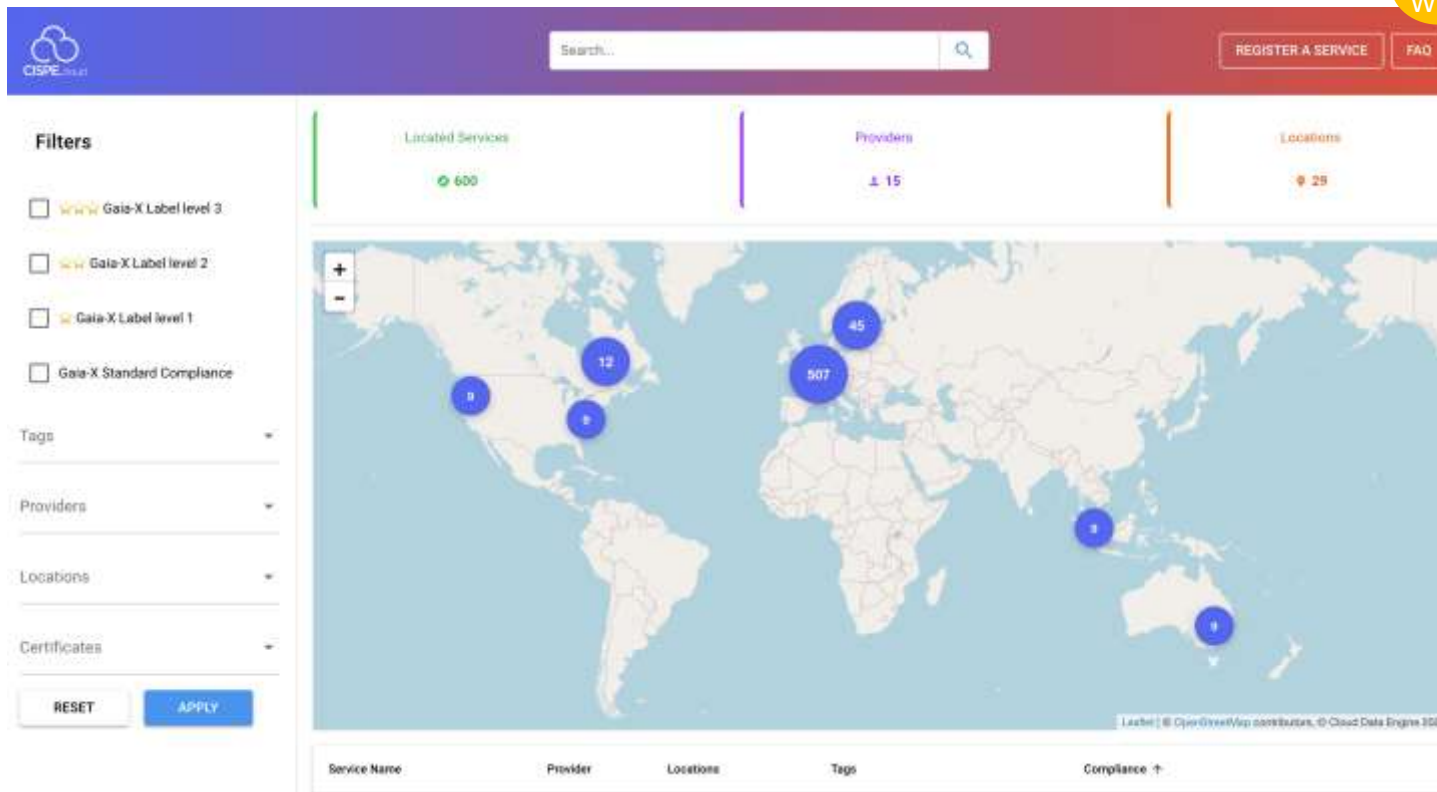 W
CISPE.cloud
Search...
REGISTER A SERVICE
FAQ
Filters
Gaia-X Label level 3
Gaia-X Label level 2
Gaia-X Label level 1
Gaia-X Standard Compliance
Tags
Providers
Locations
Certificates
RESET
APPLY
Located Services
600
Providers
15
Locations
29
+
-
45
12
507
9
9
9
9
Leaflet | © OpenStreetMap contributors, © Cloud Data Engine
Service Name
Provider
Locations
Tags
Compliance ↑